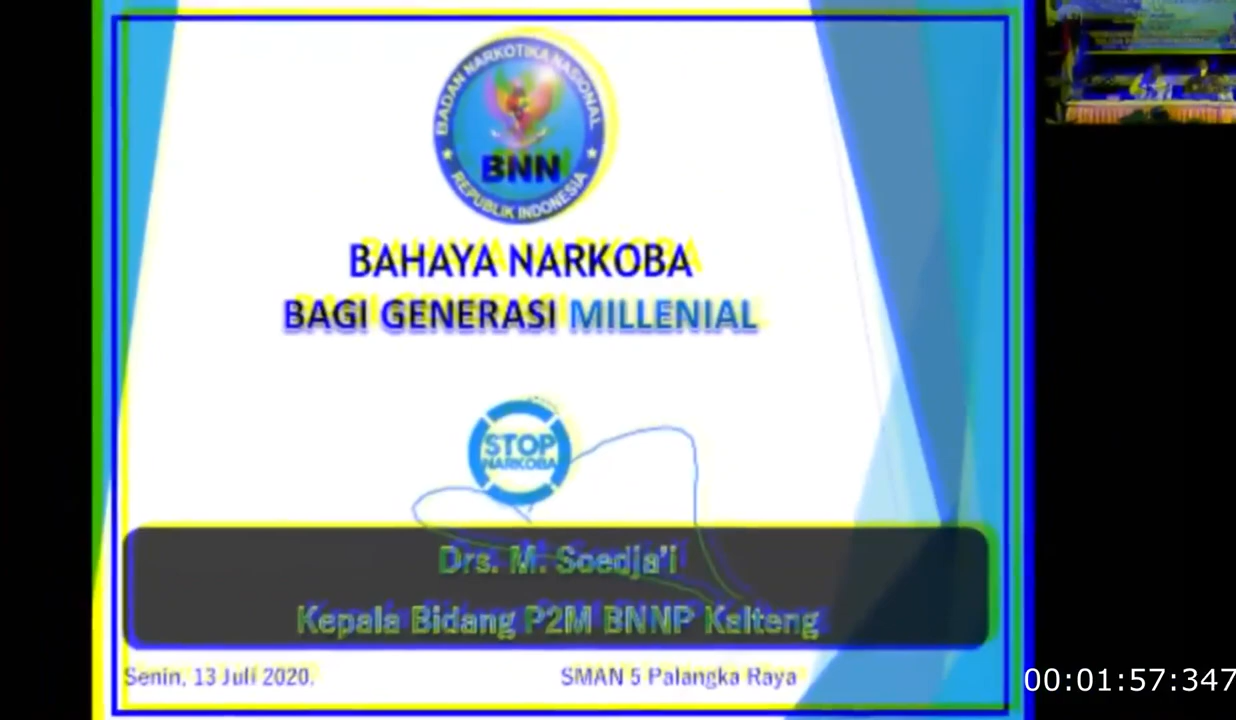 BADAN NARKOTIKA NASIONAL
BNN
REPUBLIK INDONESIA
BAHAYA NARKOBA
BAGI GENERASI MILLENIAL
STOP
NARKOBA
Drs. M. Soedja'i
Kepala Bidang P2M BNNP Kalteng
Senin, 13 Juli 2020.
SMAN 5 Palangka Raya
00:01:57:347